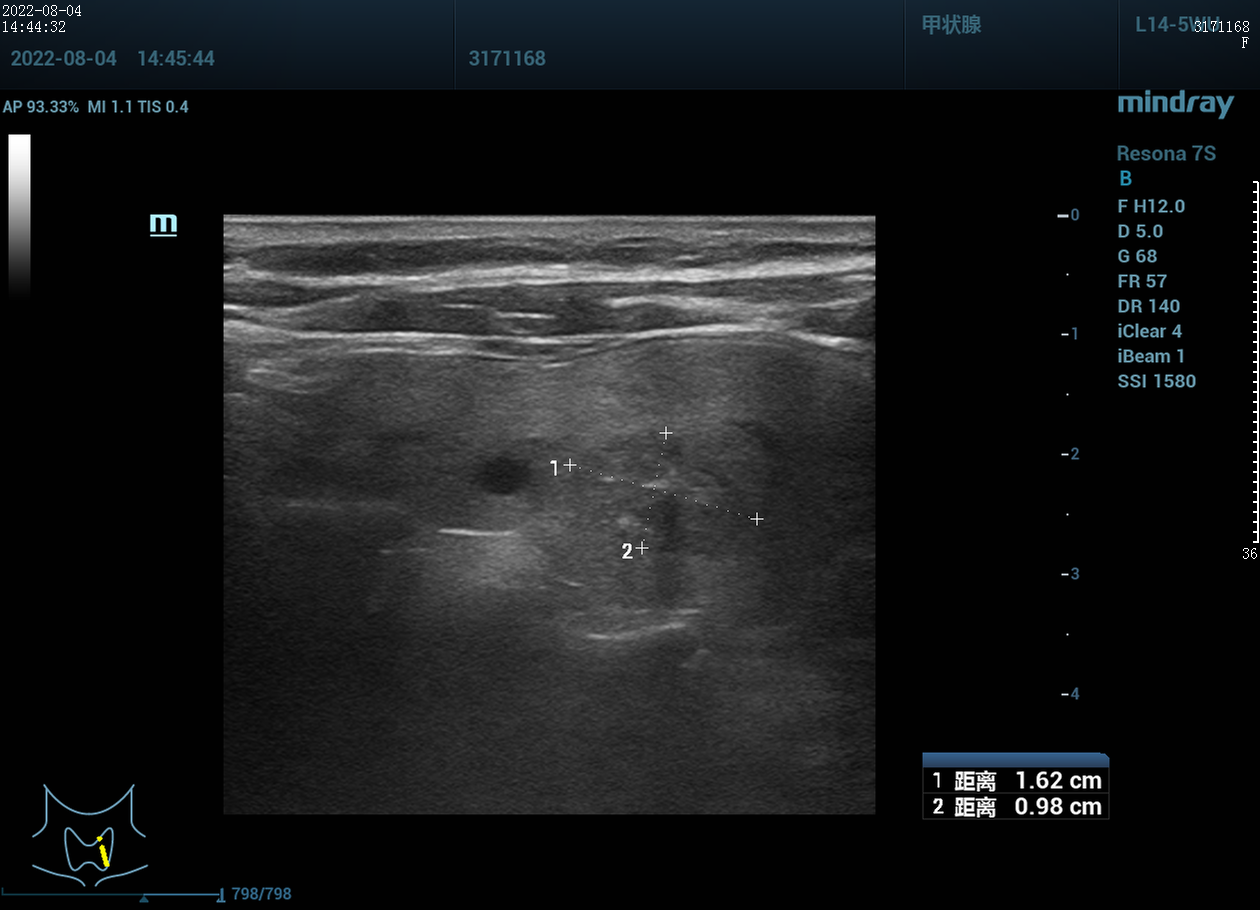 2022-08-04
14:44:32
3171168
F
2022-08-04 14:45:44
3171168
甲状腺
L14-5WU
AP 93.33% MI 1.1 TIS 0.4
mindray
Resona 7S
B
F H12.0
D 5.0
G 68
FR 57
DR 140
iClear 4
iBeam 1
SSI 1580
m
0
1
2
3
4
1
2
36
1 距离 1.62 cm
2 距离 0.98 cm
798/798